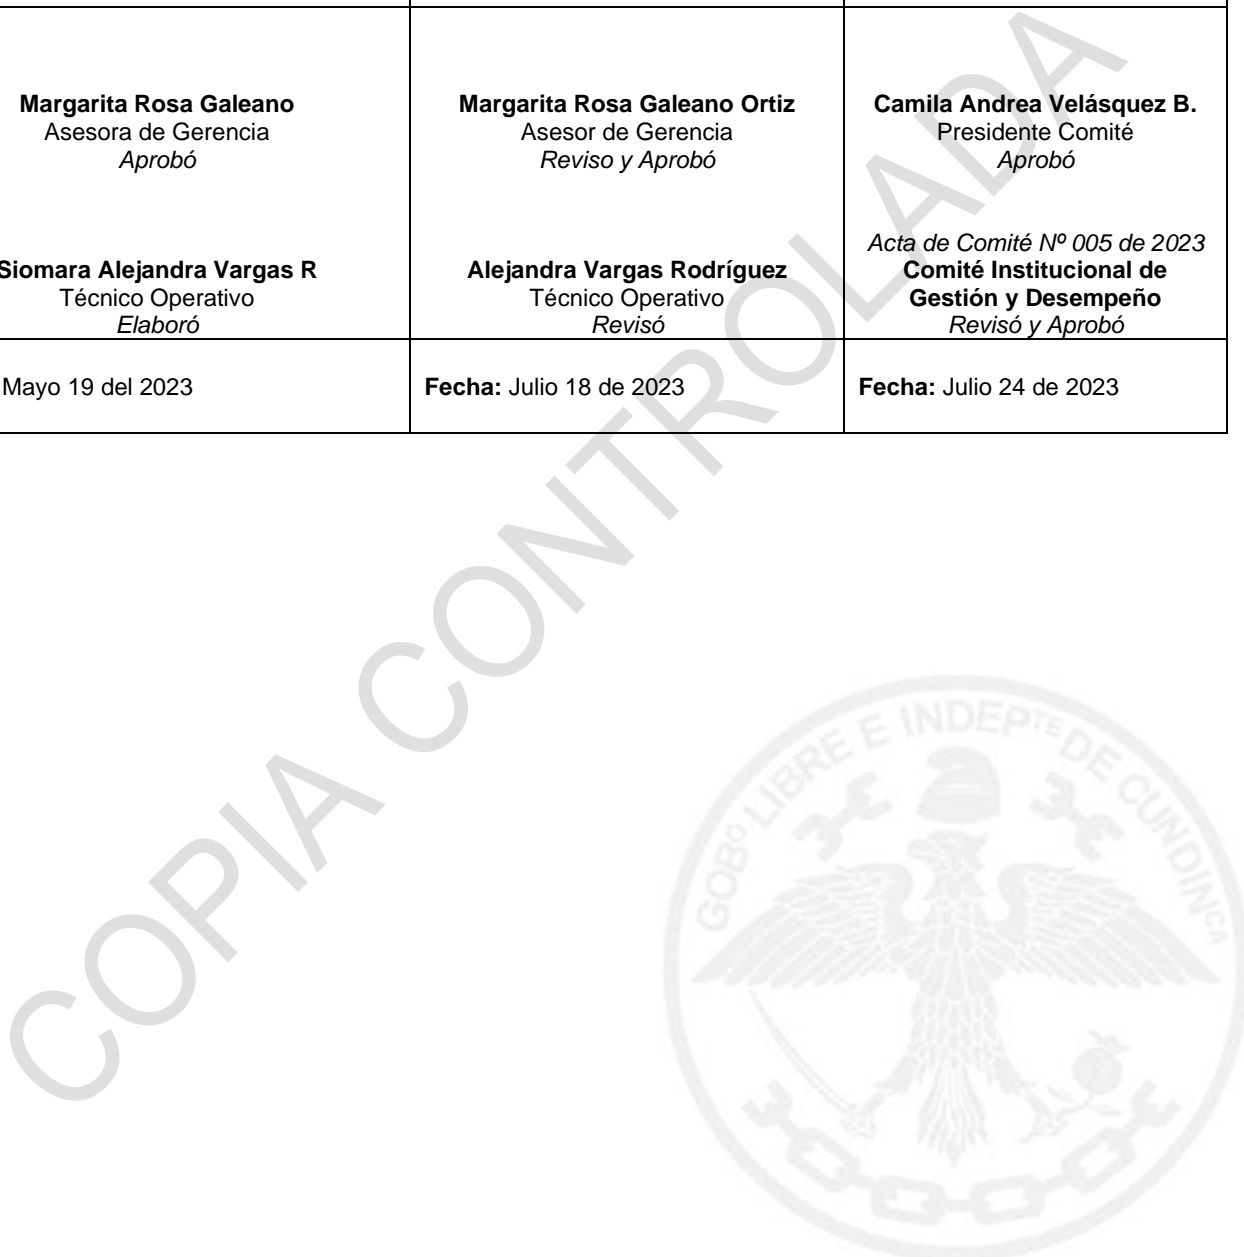 Margarita Rosa Galeano
Asesora de Gerencia
Aprobó
Siomara Alejandra Vargas R
Técnico Operativo
Elaboró
Margarita Rosa Galeano Ortiz
Asesor de Gerencia
Reviso y Aprobó
Alejandra Vargas Rodríguez
Técnico Operativo
Revisó
Camila Andrea Velásquez B.
Presidente Comité
Aprobó
Acta de Comité Nº 005 de 2023
Comité Institucional de
Gestión y Desempeño
Revisó y Aprobó
Mayo 19 del 2023
Fecha: Julio 18 de 2023
Fecha: Julio 24 de 2023
COPIA CONTROLADA
GOBº LIBRE E INDEPTE DE CUNDINCA